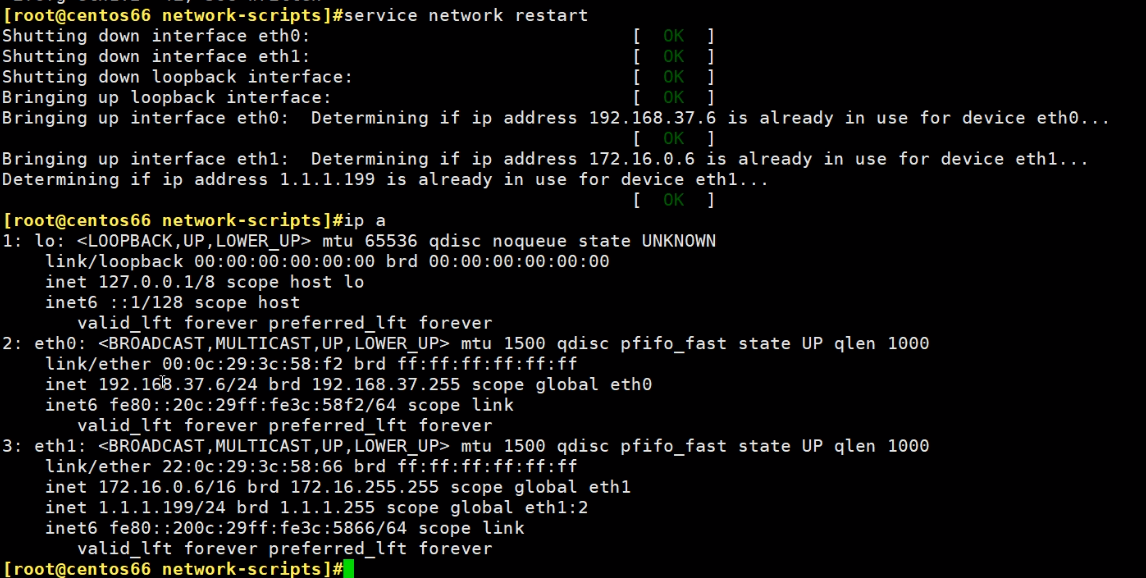 [root@centos66 network-scripts]#service network restart
Shutting down interface eth0: [ OK ]
Shutting down interface eth1: [ OK ]
Shutting down loopback interface: [ OK ]
Bringing up loopback interface: [ OK ]
Bringing up interface eth0: Determining if ip address 192.168.37.6 is already in use for device eth0...
[ OK ]
Bringing up interface eth1: Determining if ip address 172.16.0.6 is already in use for device eth1...
Determining if ip address 1.1.1.199 is already in use for device eth1...
[ OK ]
[root@centos66 network-scripts]#ip a
1: lo: <LOOPBACK,UP,LOWER_UP> mtu 65536 qdisc noqueue state UNKNOWN
link/loopback 00:00:00:00:00:00 brd 00:00:00:00:00:00
inet 127.0.0.1/8 scope host lo
inet6 ::1/128 scope host
valid_lft forever preferred_lft forever
2: eth0: <BROADCAST,MULTICAST,UP,LOWER_UP> mtu 1500 qdisc pfifo_fast state UP qlen 1000
link/ether 00:0c:29:3c:58:f2 brd ff:ff:ff:ff:ff:ff
inet 192.168.37.6/24 brd 192.168.37.255 scope global eth0
inet6 fe80::20c:29ff:fe3c:58f2/64 scope link
valid_lft forever preferred_lft forever
3: eth1: <BROADCAST,MULTICAST,UP,LOWER_UP> mtu 1500 qdisc pfifo_fast state UP qlen 1000
link/ether 22:0c:29:3c:58:66 brd ff:ff:ff:ff:ff:ff
inet 172.16.0.6/16 brd 172.16.255.255 scope global eth1
inet 1.1.1.199/24 brd 1.1.1.255 scope global eth1:2
inet6 fe80::200c:29ff:fe3c:5866/64 scope link
valid_lft forever preferred_lft forever
[root@centos66 network-scripts]#